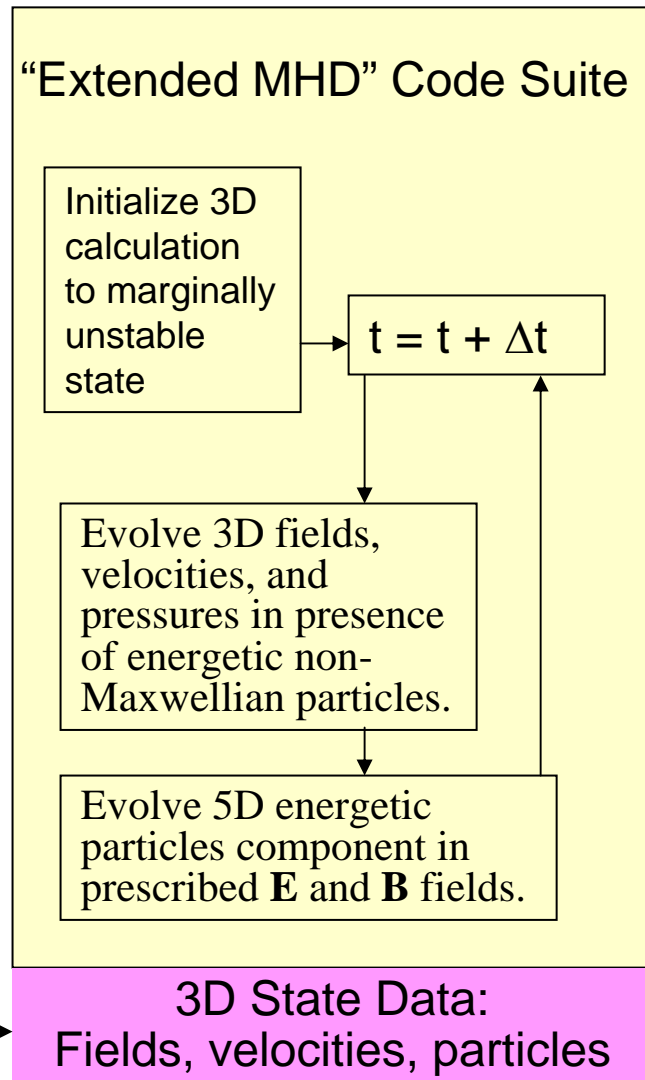 “Extended MHD” Code Suite
Initialize 3D
calculation
to marginally
unstable
state
t = t + Δt
Evolve 3D fields,
velocities, and
pressures in presence
of energetic non-
Maxwellian particles.
Evolve 5D energetic
particles component in
prescribed E and B fields.
3D State Data:
Fields, velocities, particles